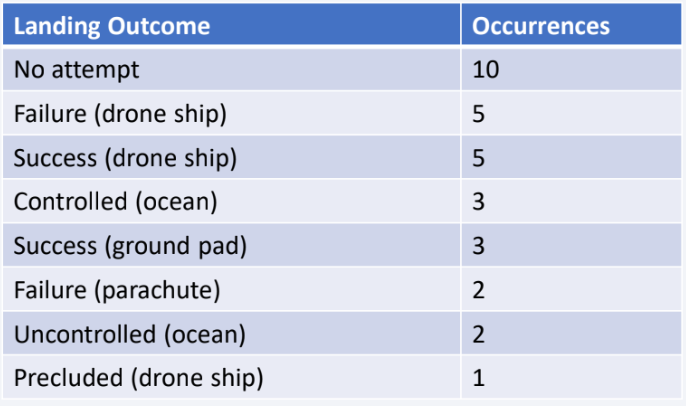 Landing Outcome Occurrences
No attempt 10
Failure (drone ship) 5
Success (drone ship) 5
Controlled (ocean) 3
Success (ground pad) 3
Failure (parachute) 2
Uncontrolled (ocean) 2
Precluded (drone ship) 1